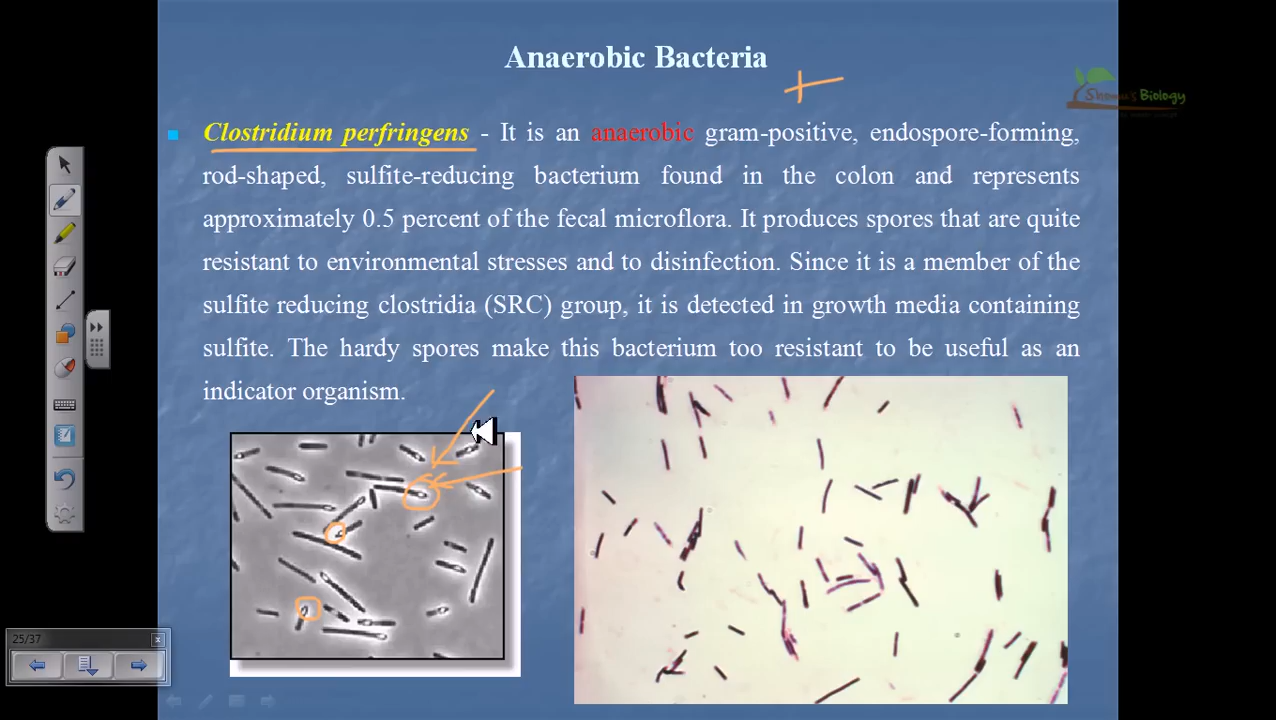 Anaerobic Bacteria
Shomu's Biology
Clostridium perfringens - It is an anaerobic gram-positive, endospore-forming,
rod-shaped, sulfite-reducing bacterium found in the colon and represents
approximately 0.5 percent of the fecal microflora. It produces spores that are quite
resistant to environmental stresses and to disinfection. Since it is a member of the
sulfite reducing clostridia (SRC) group, it is detected in growth media containing
sulfite. The hardy spores make this bacterium too resistant to be useful as an
indicator organism.
25/37